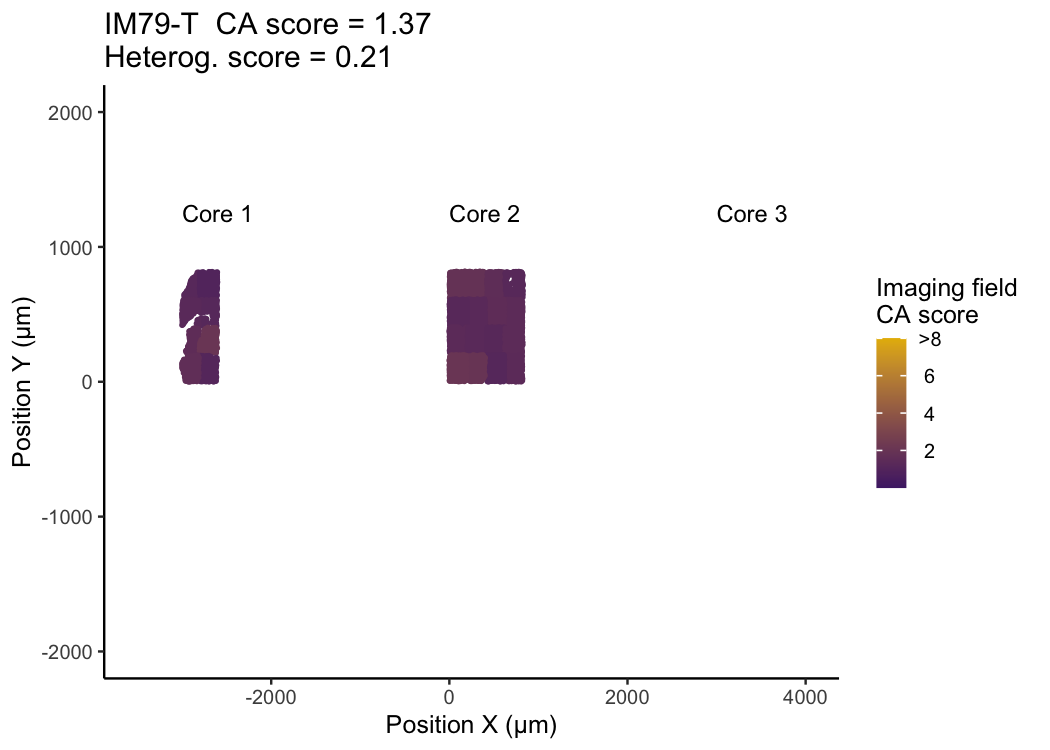 IM79-T  CA score = 1.37
Heterog. score = 0.21
2000
1000
0
-1000
-2000
Position Y (µm)
Core 1
Core 2
Core 3
-2000
0
2000
4000
Position X (µm)
Imaging field
CA score
>8
6
4
2